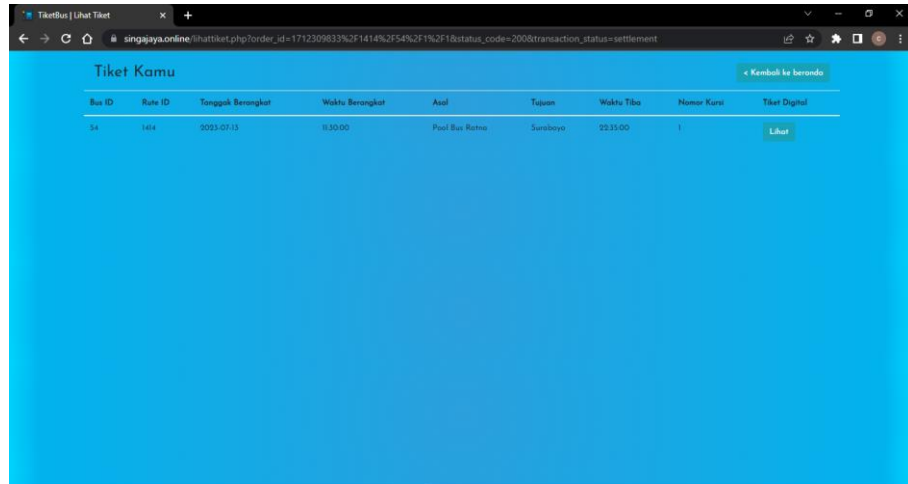 TiketBus | Lihat Tiket
singajaya.online/lihattiket.php?order_id=1712309833%2F1414%2F54%2F1%2F1&status_code=200&transaction_status=settlement
Tiket Kamu
< Kembali ke beranda
Bus ID Rute ID Tanggak Berangkat Waktu Berangkat Asal Tujuan Waktu Tiba Nomor Kursi Tiket Digital
54 1414 2023-07-13 11:30:00 Pool Bus Ratna Surabaya 22:35:00 1 Lihat